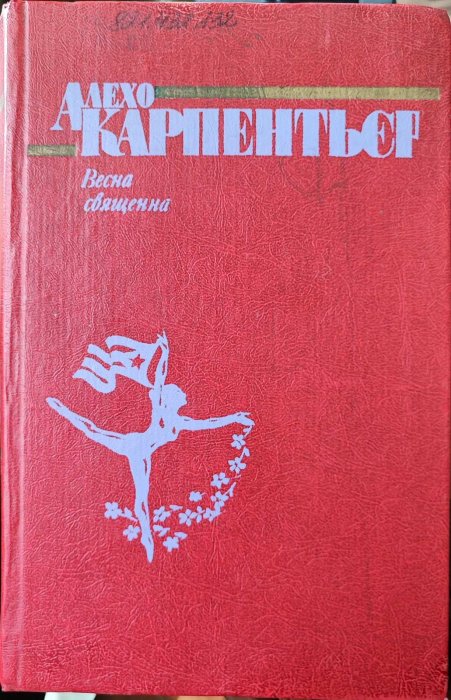 Алехо
Карпентьер
Весна
священна